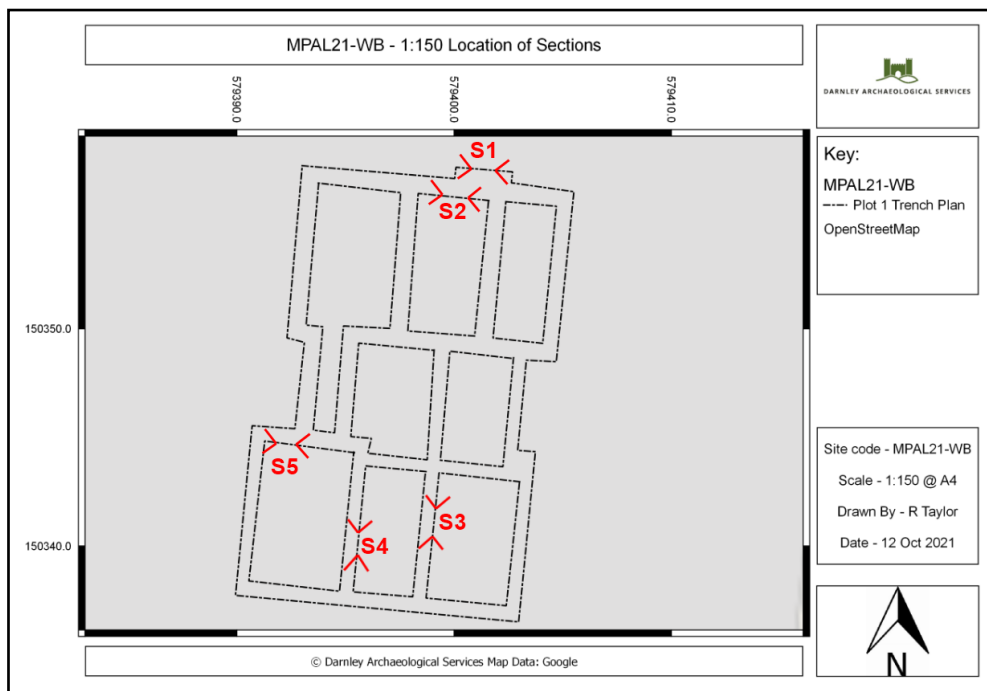 MPAL21-WB - 1:150 Location of Sections
579390.0
579400.0
579410.0
DARNLEY ARCHAEOLOGICAL SERVICES
S1
S2
Key:
MPAL21-WB
Plot 1 Trench Plan
OpenStreetMap
150350.0
S5
S3
S4
150340.0
Site code - MPAL21-WB
Scale - 1:150 @ A4
Drawn By - R Taylor
Date - 12 Oct 2021
N
© Darnley Archaeological Services Map Data: Google